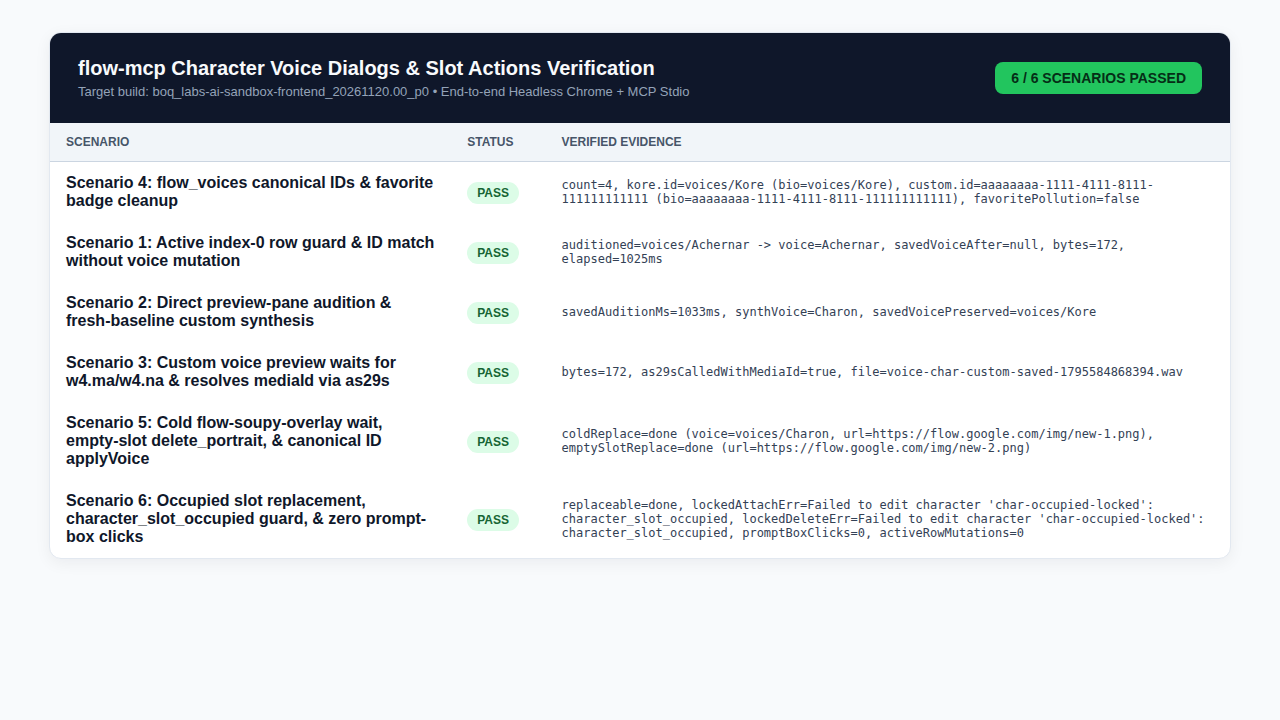 flow-mcp Character Voice Dialogs & Slot Actions Verification
Target build: boq_labs-ai-sandbox-frontend_20261120.00_p0 • End-to-end Headless Chrome + MCP Stdio
6 / 6 SCENARIOS PASSED
SCENARIO STATUS VERIFIED EVIDENCE
Scenario 4: flow_voices canonical IDs & favorite
badge cleanup
PASS
count=4, kore.id=voices/Kore (bio=voices/Kore), custom.id=aaaaaaaa-1111-4111-8111-
111111111111 (bio=aaaaaaaa-1111-4111-8111-111111111111), favoritePollution=false
Scenario 1: Active index-0 row guard & ID match
without voice mutation
PASS
auditioned=voices/Achernar -> voice=Achernar, savedVoiceAfter=null, bytes=172,
elapsed=1025ms
Scenario 2: Direct preview-pane audition &
fresh-baseline custom synthesis
PASS
savedAuditionMs=1033ms, synthVoice=Charon, savedVoicePreserved=voices/Kore
Scenario 3: Custom voice preview waits for
w4.ma/w4.na & resolves mediaId via as29s
PASS
bytes=172, as29sCalledWithMediaId=true, file=voice-char-custom-saved-1795584868394.wav
Scenario 5: Cold flow-soupy-overlay wait,
empty-slot delete_portrait, & canonical ID
applyVoice
PASS
coldReplace=done (voice=voices/Charon, url=https://flow.google.com/img/new-1.png),
emptySlotReplace=done (url=https://flow.google.com/img/new-2.png)
Scenario 6: Occupied slot replacement,
character_slot_occupied guard, & zero prompt-
box clicks
PASS
replaceable=done, lockedAttachErr=Failed to edit character 'char-occupied-locked':
character_slot_occupied, lockedDeleteErr=Failed to edit character 'char-occupied-locked':
character_slot_occupied, promptBoxClicks=0, activeRowMutations=0